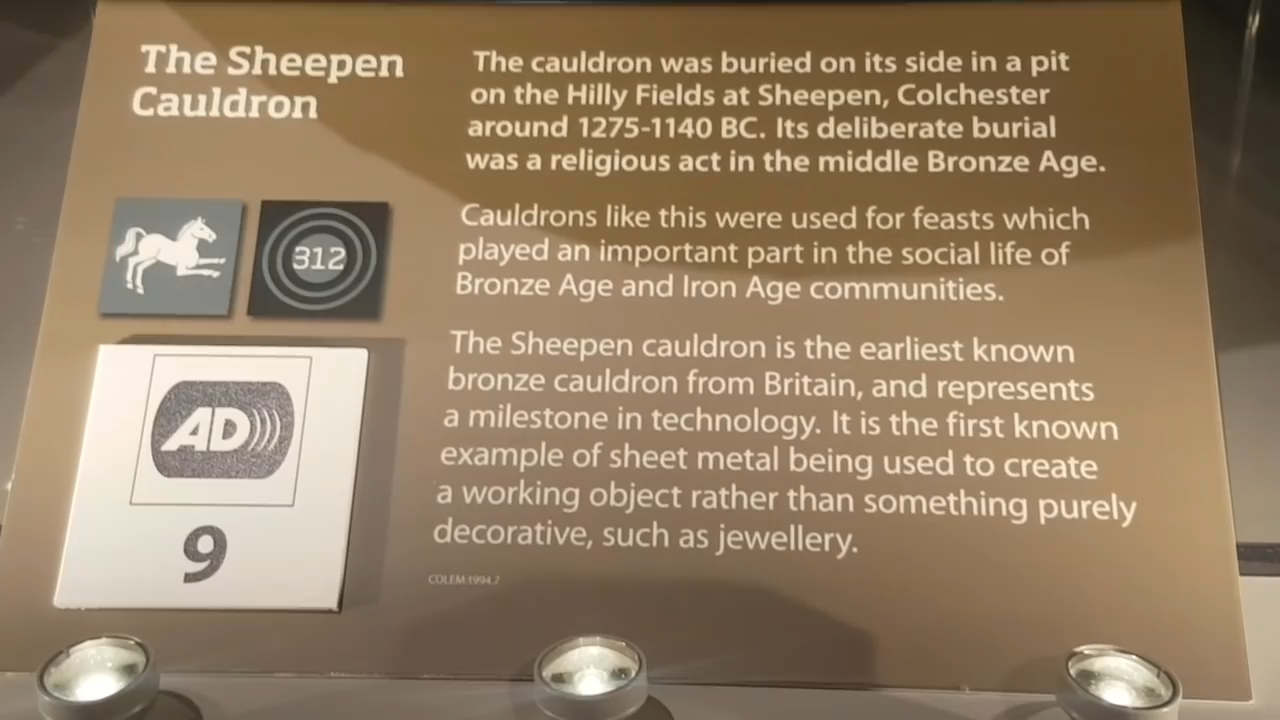 The Sheepen
Cauldron
312
AD
9
The cauldron was buried on its side in a pit
on the Hilly Fields at Sheepen, Colchester
around 1275-1140 BC. Its deliberate burial
was a religious act in the middle Bronze Age.
Cauldrons like this were used for feasts which
played an important part in the social life of
Bronze Age and Iron Age communities.
The Sheepen cauldron is the earliest known
bronze cauldron from Britain, and represents
a milestone in technology. It is the first known
example of sheet metal being used to create
a working object rather than something purely
decorative, such as jewellery.
COLEM:1994.7